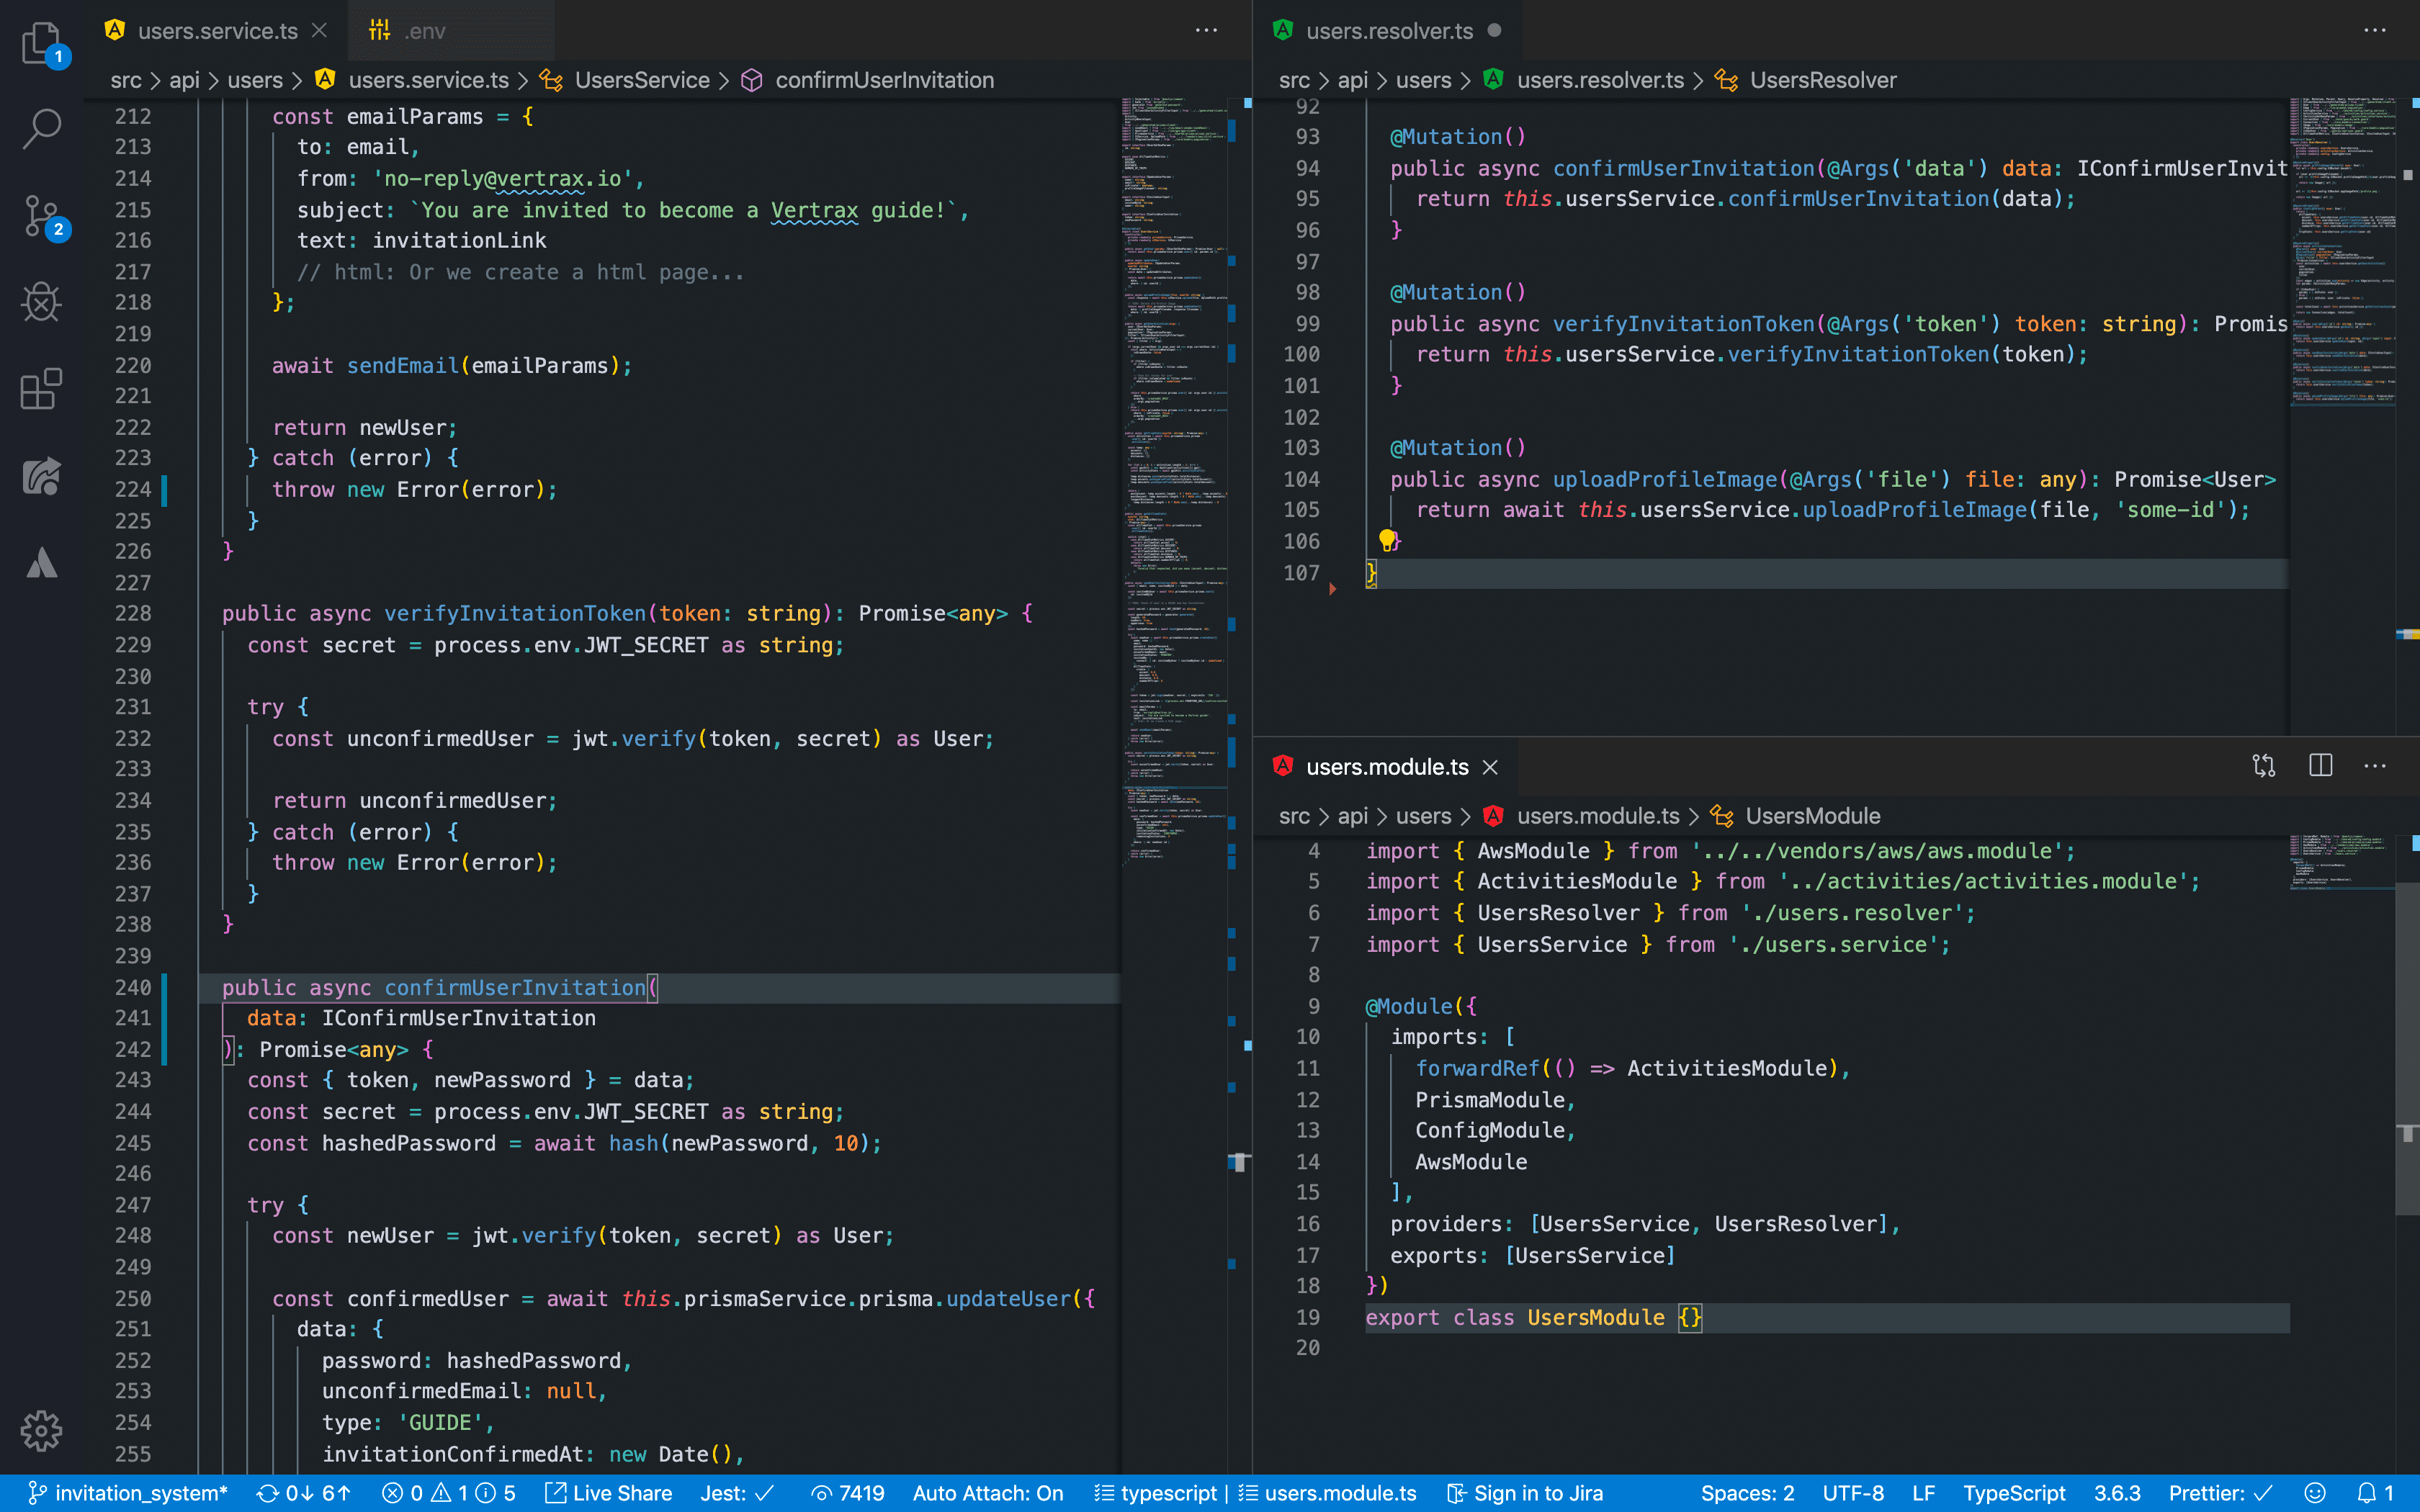 1
2
users.service.ts
.env
src > api > users > users.service.ts > UsersService > confirmUserInvitation
212 const emailParams = {
213 to: email,
214 from: 'no-reply@vertrax.io',
215 subject: `You are invited to become a Vertrax guide!`,
216 text: invitationLink
217 // html: Or we create a html page...
218 };
219
220 await sendEmail(emailParams);
221
222 return newUser;
223 } catch (error) {
224 throw new Error(error);
225 }
226 }
227
228 public async verifyInvitationToken(token: string): Promise<any> {
229 const secret = process.env.JWT_SECRET as string;
230
231 try {
232 const unconfirmedUser = jwt.verify(token, secret) as User;
233
234 return unconfirmedUser;
235 } catch (error) {
236 throw new Error(error);
237 }
238 }
239
240 public async confirmUserInvitation(
241 data: IConfirmUserInvitation
242 ): Promise<any> {
243 const { token, newPassword } = data;
244 const secret = process.env.JWT_SECRET as string;
245 const hashedPassword = await hash(newPassword, 10);
246
247 try {
248 const newUser = jwt.verify(token, secret) as User;
249
250 const confirmedUser = await this.prismaService.prisma.updateUser({
251 data: {
252 password: hashedPassword,
253 unconfirmedEmail: null,
254 type: 'GUIDE',
255 invitationConfirmedAt: new Date(),
users.resolver.ts
src > api > users > users.resolver.ts > UsersResolver
92
93 @Mutation()
94 public async confirmUserInvitation(@Args('data') data: IConfirmUserInvit
95 return this.usersService.confirmUserInvitation(data);
96 }
97
98 @Mutation()
99 public async verifyInvitationToken(@Args('token') token: string): Promis
100 return this.usersService.verifyInvitationToken(token);
101 }
102
103 @Mutation()
104 public async uploadProfileImage(@Args('file') file: any): Promise<User>
105 return await this.usersService.uploadProfileImage(file, 'some-id');
106 }
107 }
users.module.ts
src > api > users > users.module.ts > UsersModule
4 import { AwsModule } from '../../vendors/aws/aws.module';
5 import { ActivitiesModule } from '../activities/activities.module';
6 import { UsersResolver } from './users.resolver';
7 import { UsersService } from './users.service';
8
9 @Module({
10 imports: [
11 forwardRef(() => ActivitiesModule),
12 PrismaModule,
13 ConfigModule,
14 AwsModule
15 ],
16 providers: [UsersService, UsersResolver],
17 exports: [UsersService]
18 })
19 export class UsersModule {}
20
invitation_system* 0↓ 6↑ 0 1 5 Live Share Jest: ✓ 7419 Auto Attach: On typescript | users.module.ts Sign in to Jira Spaces: 2 UTF-8 LF TypeScript 3.6.3 Prettier: ✓ 1